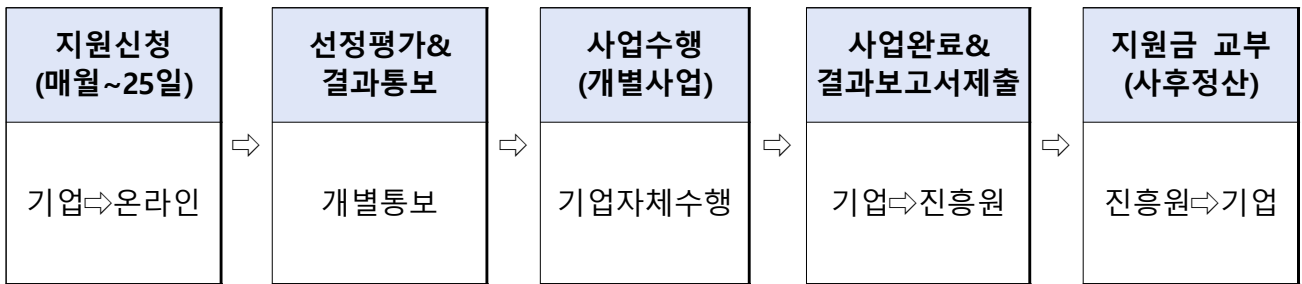 지원신청
(매월~25일)
기업⇨온라인
⇨
선정평가&
결과통보
개별통보
⇨
사업수행
(개별사업)
기업자체수행
⇨
사업완료&
결과보고서제출
기업⇨진흥원
⇨
지원금 교부
(사후정산)
진흥원⇨기업